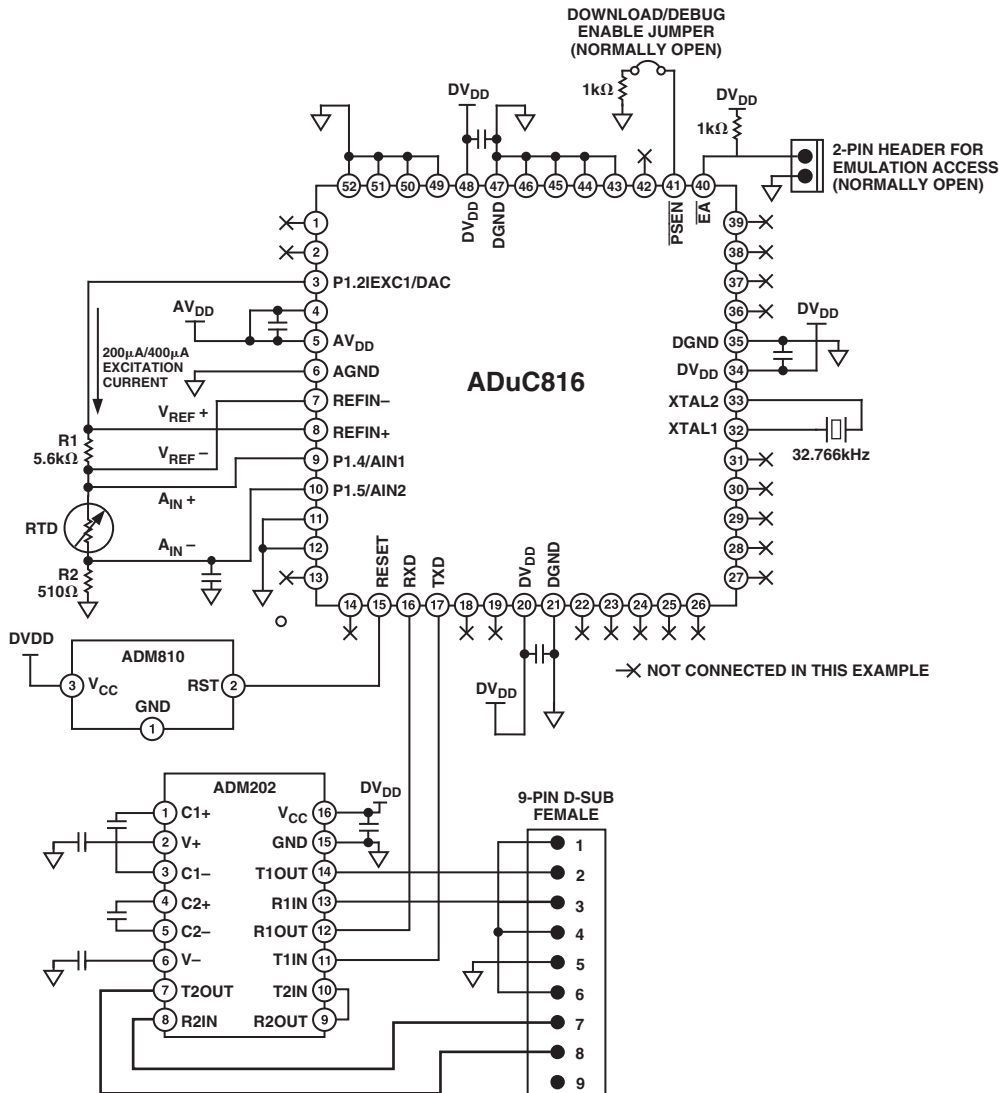 DOWNLOAD/DEBUG
ENABLE JUMPER
(NORMALLY OPEN)
DVDD
1kΩ
DVDD
1kΩ
2-PIN HEADER FOR
EMULATION ACCESS
(NORMALLY OPEN)
52 51 50 49 48 47 46 45 44 43 42 41 40
DVDD
DGND
PSEN
EA
1
2
3 P1.2IEXC1/DAC
4
AVDD
5 AVDD
6 AGND
7 REFIN–
8 REFIN+
9 P1.4/AIN1
10 P1.5/AIN2
11
12
13
200µA/400µA
EXCITATION
CURRENT
VREF +
R1
5.6kΩ
VREF –
AIN +
RTD
AIN –
R2
510Ω
ADuC816
39
38
37
36
DVDD
DGND 35
DVDD 34
XTAL2 33
XTAL1 32
32.766kHz
31
30
29
28
27
RESET
RXD
TXD
DVDD
DGND
14 15 16 17 18 19 20 21 22 23 24 25 26
NOT CONNECTED IN THIS EXAMPLE
DVDD
DVDD
ADM810
3 VCC
RST 2
GND
1
ADM202
DVDD
1 C1+
2 V+
3 C1–
4 C2+
5 C2–
6 V–
7 T2OUT
8 R2IN
VCC 16
GND 15
T1OUT 14
R1IN 13
R1OUT 12
T1IN 11
T2IN 10
R2OUT 9
9-PIN D-SUB
FEMALE
1
2
3
4
5
6
7
8
9